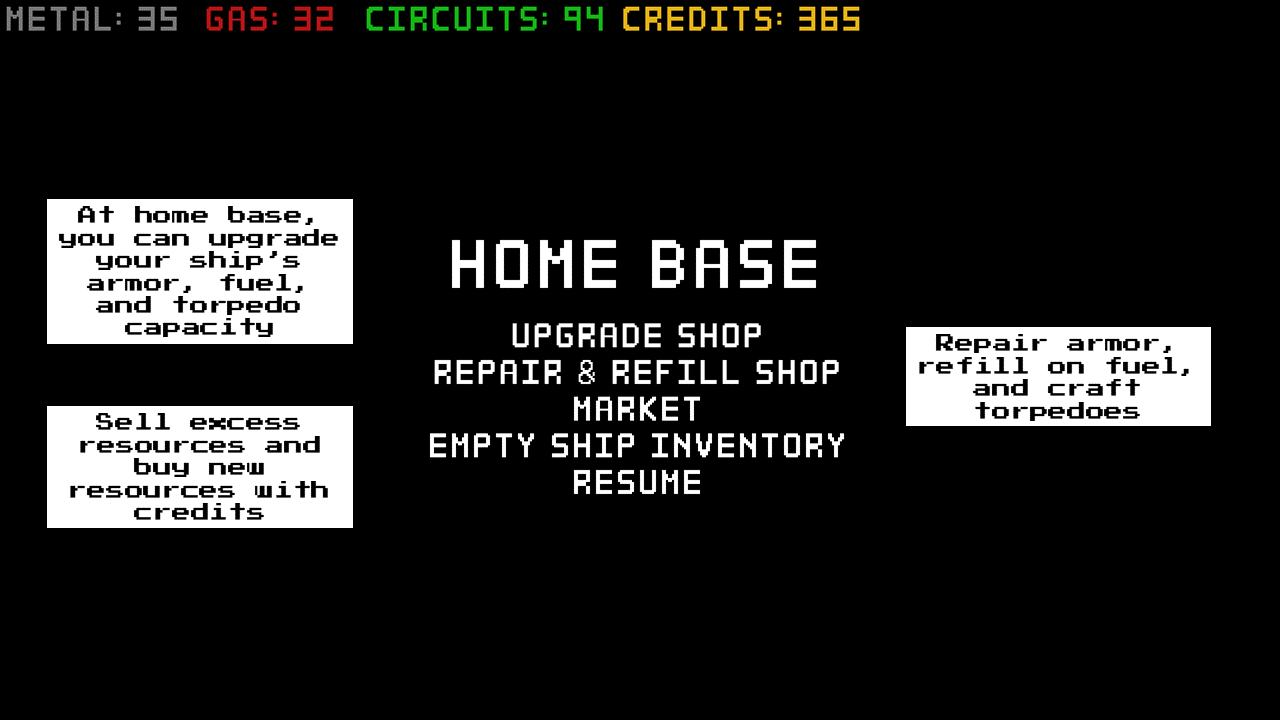 METAL: 35 GAS: 32 CIRCUITS: 94 CREDITS: 365
At home base,
you can upgrade
your ship's
armor, fuel,
and torpedo
capacity
Sell excess
resources and
buy new
resources with
credits
HOME BASE
UPGRADE SHOP
REPAIR & REFILL SHOP
MARKET
EMPTY SHIP INVENTORY
RESUME
Repair armor,
refill on fuel,
and craft
torpedoes